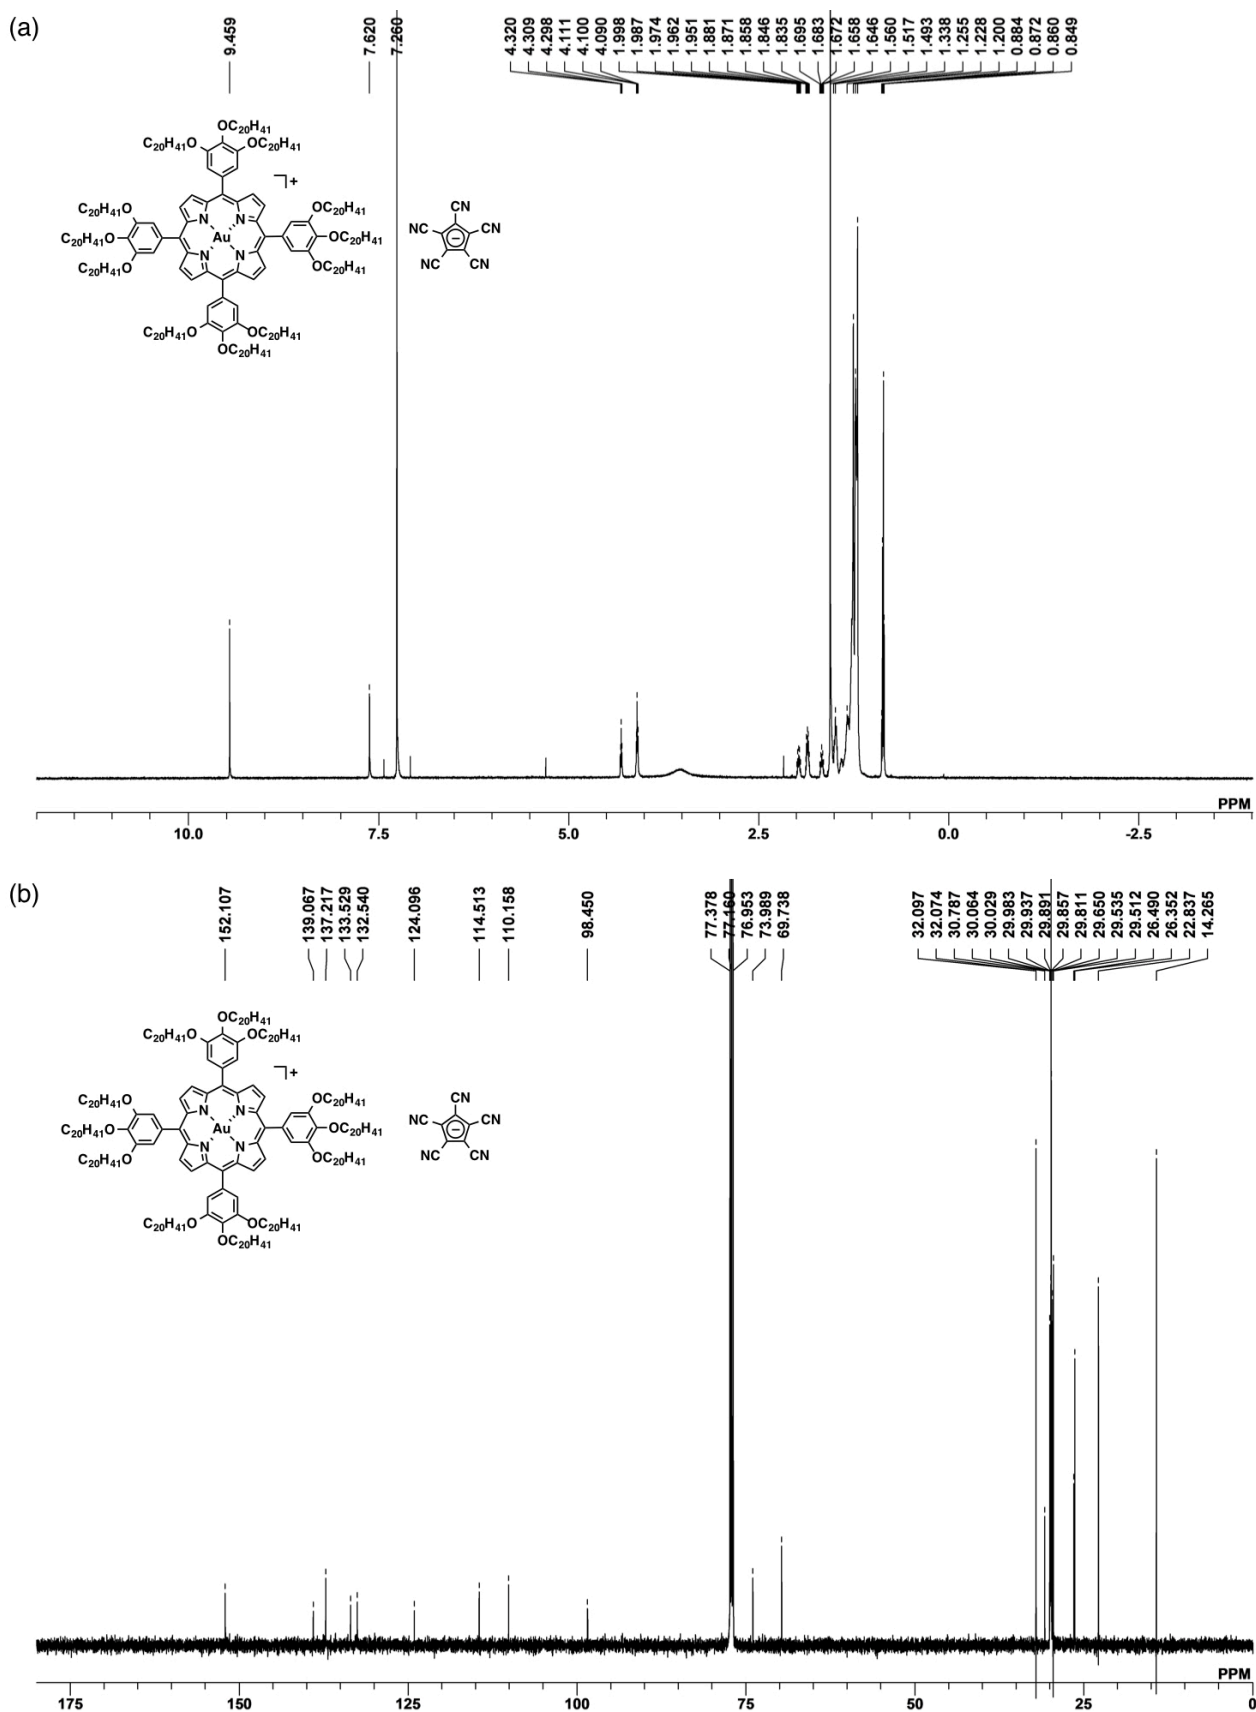 (a)
9.459
7.620
7.260
4.320
4.309
4.298
4.111
4.100
4.090
1.998
1.987
1.974
1.962
1.951
1.881
1.871
1.858
1.846
1.835
1.695
1.683
1.672
1.658
1.646
1.560
1.517
1.493
1.338
1.255
1.228
1.200
0.884
0.872
0.860
0.849
OC20H41
C20H41O OC20H41
+
C20H41O OC20H41
C20H41O N N OC20H41
Au
C20H41O N N OC20H41
C20H41O OC20H41
OC20H41
CN
NC CN
−
NC CN
PPM
10.0 7.5 5.0 2.5 0.0 -2.5
(b)
152.107
139.067
137.217
133.529
132.540
124.096
114.513
110.158
98.450
77.378
77.160
76.953
73.989
69.738
32.097
32.074
30.787
30.064
30.029
29.983
29.937
29.891
29.857
29.811
29.650
29.535
29.512
26.490
26.352
22.837
14.265
OC20H41
C20H41O OC20H41
+
C20H41O OC20H41
C20H41O N N OC20H41
Au
C20H41O N N OC20H41
C20H41O OC20H41
OC20H41
CN
NC CN
−
NC CN
PPM
175 150 125 100 75 50 25 0